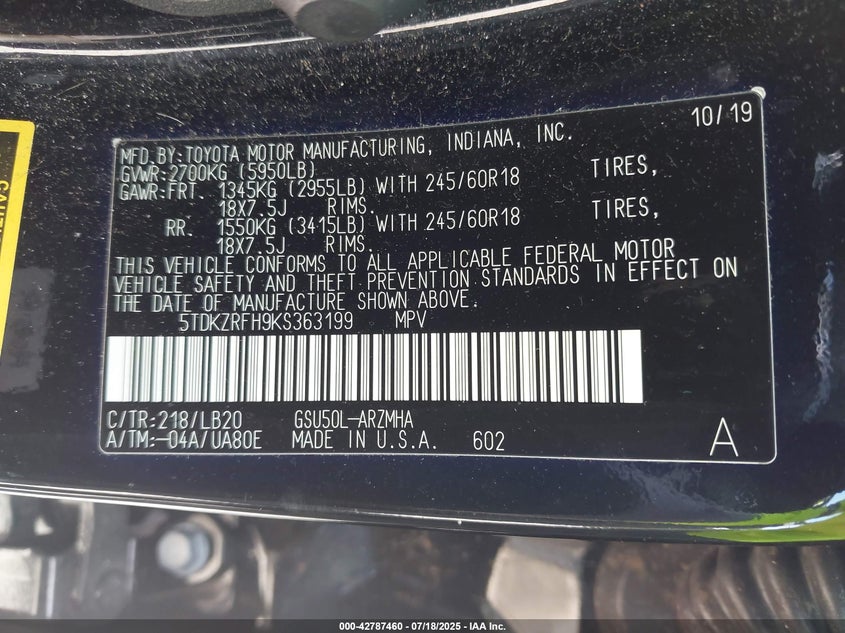 10/19
MFD.BY:TOYOTA MOTOR MANUFACTURING, INDIANA, INC.
GVWR:2700KG (5950LB)
GAWR:FRT. 1345KG (2955LB) WITH 245/60R18 TIRES,
18X7.5J RIMS.
RR. 1550KG (3415LB) WITH 245/60R18 TIRES,
18X7.5J RIMS.
THIS VEHICLE CONFORMS TO ALL APPLICABLE FEDERAL MOTOR
VEHICLE SAFETY AND THEFT PREVENTION STANDARDS IN EFFECT ON
THE DATE OF MANUFACTURE SHOWN ABOVE.
5TDKZRFH9KS363199 MPV
C/TR:218/LB20 GSU50L-ARZMHA
A/TM:-04A/UA80E MADE IN U.S.A. 602 A
000-42787460 - 07/18/2025 - IAA Inc.